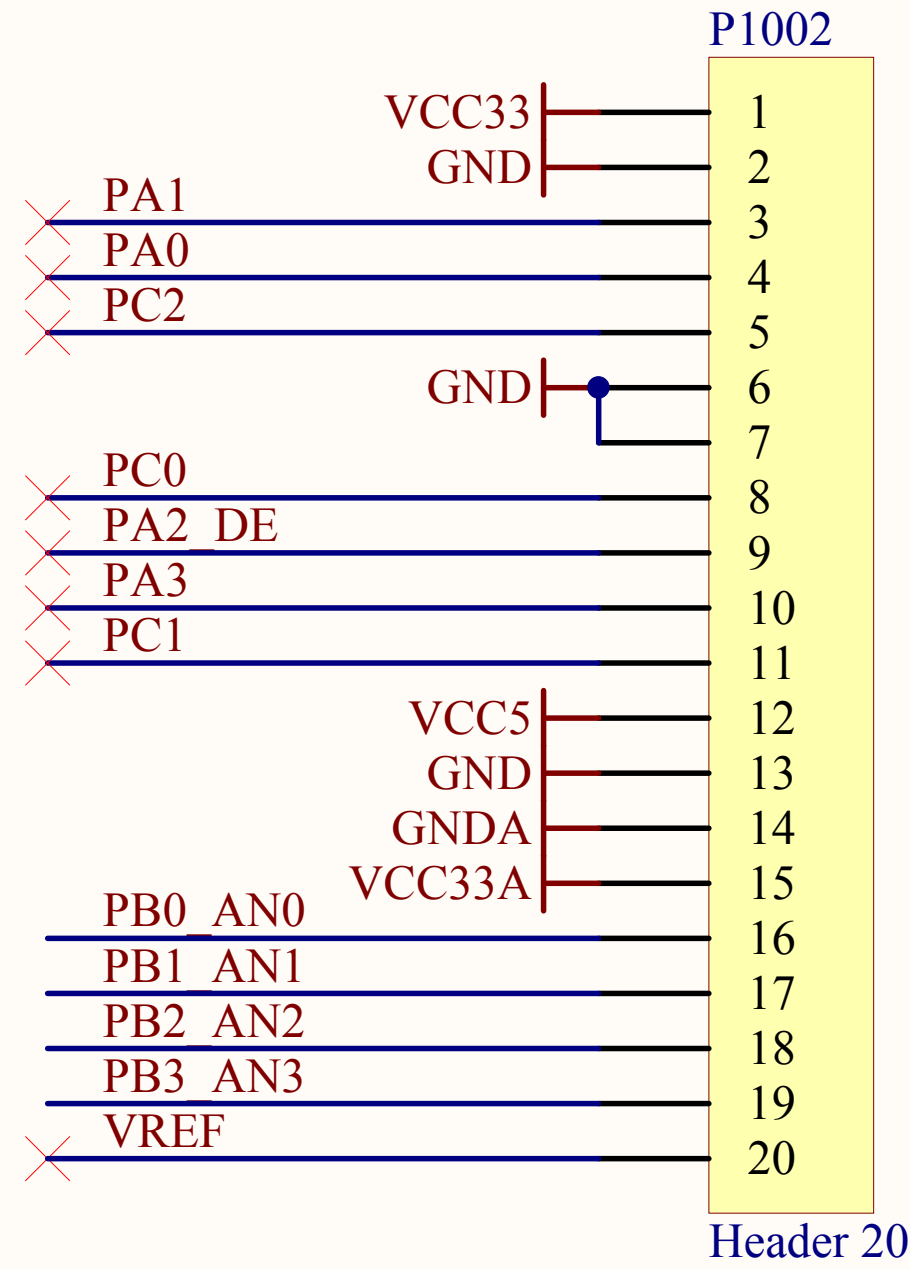 P1002
VCC33 1
GND 2
PA1 3
PA0 4
PC2 5
GND 6
7
PC0 8
PA2_DE 9
PA3 10
PC1 11
VCC5 12
GND 13
GNDA 14
VCC33A 15
PB0_AN0 16
PB1_AN1 17
PB2_AN2 18
PB3_AN3 19
VREF 20
Header 20